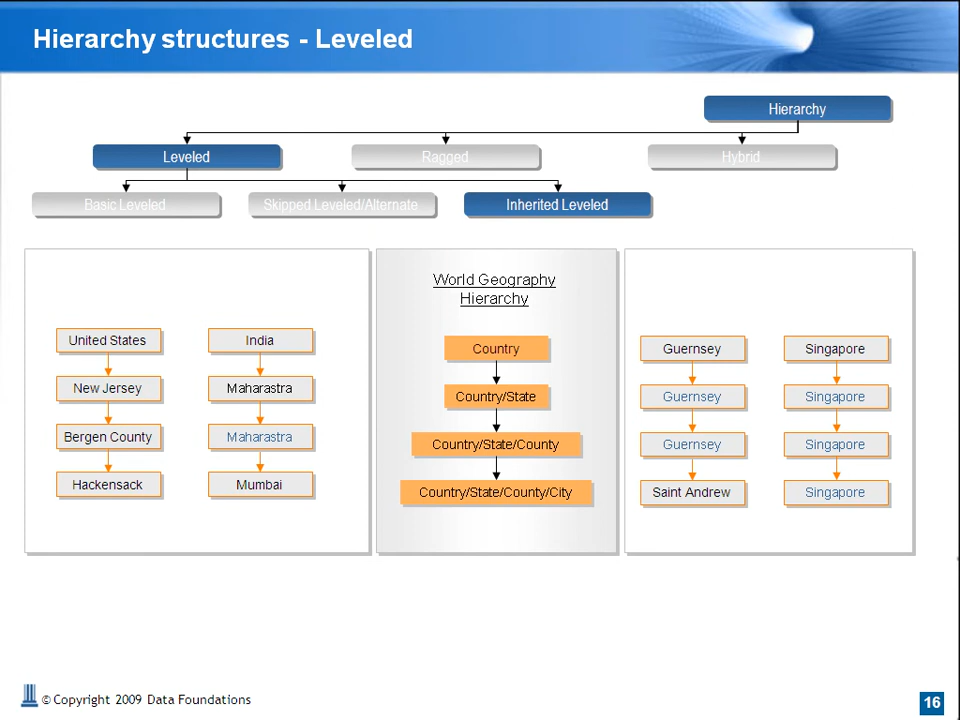 Hierarchy structures - Leveled
Hierarchy
Leveled
Ragged
Hybrid
Basic Leveled
Skipped Leveled/Alternate
Inherited Leveled
United States
New Jersey
Bergen County
Hackensack
India
Maharastra
Maharastra
Mumbai
World Geography
Hierarchy
Country
Country/State
Country/State/County
Country/State/County/City
Guernsey
Guernsey
Guernsey
Saint Andrew
Singapore
Singapore
Singapore
Singapore
© Copyright 2009 Data Foundations
16